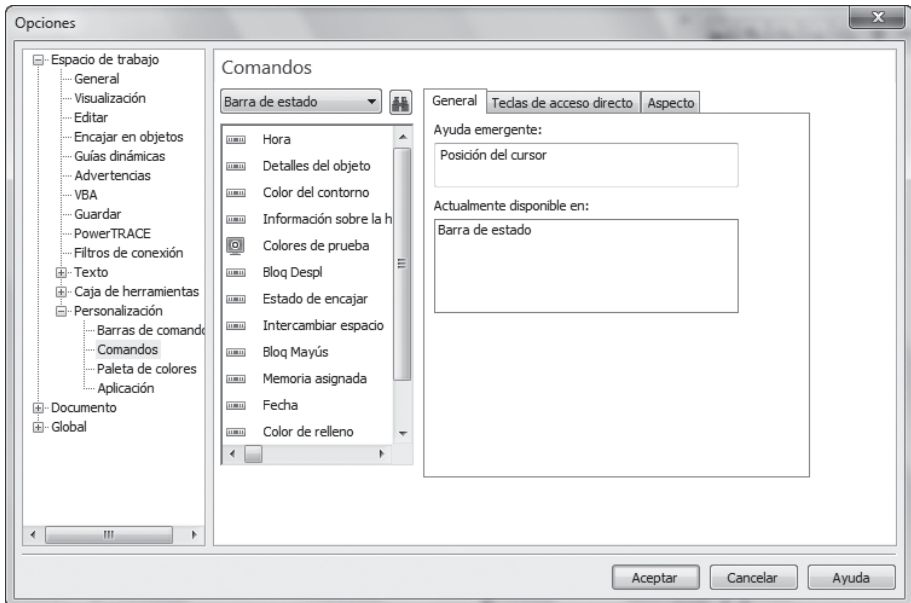 Opciones
Espacio de trabajo
General
Visualización
Editar
Encajar en objetos
Guías dinámicas
Advertencias
VBA
Guardar
PowerTRACE
Filtros de conexión
Texto
Caja de herramientas
Personalización
Barras de comando
Comandos
Paleta de colores
Aplicación
Documento
Global
Comandos
Barra de estado
Hora
Detalles del objeto
Color del contorno
Información sobre la h
Colores de prueba
Bloq Despl
Estado de encajar
Intercambiar espacio
Bloq Mayús
Memoria asignada
Fecha
Color de relleno
General Teclas de acceso directo Aspecto
Ayuda emergente:
Posición del cursor
Actualmente disponible en:
Barra de estado
Aceptar Cancelar Ayuda